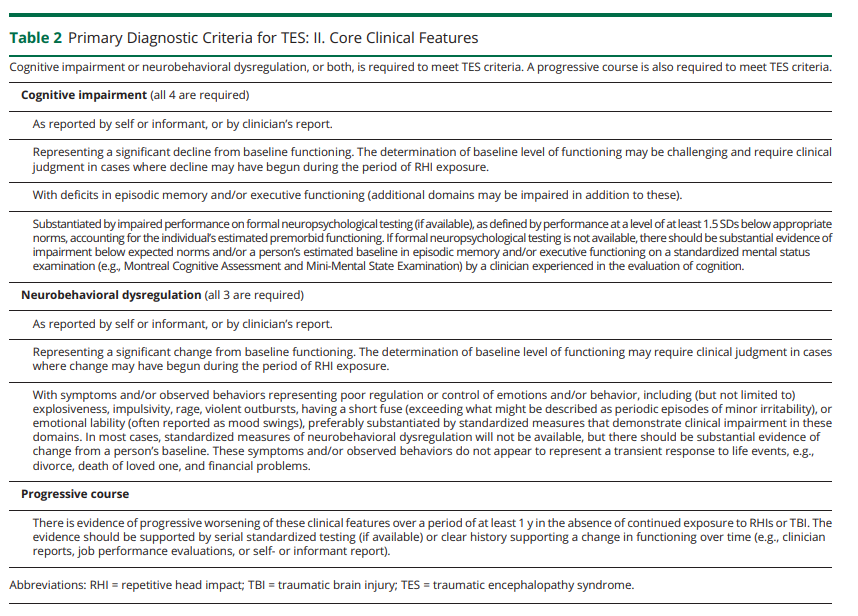 Table 2 Primary Diagnostic Criteria for TES: II. Core Clinical Features
Cognitive impairment or neurobehavioral dysregulation, or both, is required to meet TES criteria. A progressive course is also required to meet TES criteria.
Cognitive impairment (all 4 are required)
As reported by self or informant, or by clinician's report.
Representing a significant decline from baseline functioning. The determination of baseline level of functioning may be challenging and require clinical
judgment in cases where decline may have begun during the period of RHI exposure.
With deficits in episodic memory and/or executive functioning (additional domains may be impaired in addition to these).
Substantiated by impaired performance on formal neuropsychological testing (if available), as defined by performance at a level of at least 1.5 SDs below appropriate
norms, accounting for the individual's estimated premorbid functioning. If formal neuropsychological testing is not available, there should be substantial evidence of
impairment below expected norms and/or a person's estimated baseline in episodic memory and/or executive functioning on a standardized mental status
examination (e.g., Montreal Cognitive Assessment and Mini-Mental State Examination) by a clinician experienced in the evaluation of cognition.
Neurobehavioral dysregulation (all 3 are required)
As reported by self or informant, or by clinician's report.
Representing a significant change from baseline functioning. The determination of baseline level of functioning may require clinical judgment in cases
where change may have begun during the period of RHI exposure.
With symptoms and/or observed behaviors representing poor regulation or control of emotions and/or behavior, including (but not limited to)
explosiveness, impulsivity, rage, violent outbursts, having a short fuse (exceeding what might be described as periodic episodes of minor irritability), or
emotional lability (often reported as mood swings), preferably substantiated by standardized measures that demonstrate clinical impairment in these
domains. In most cases, standardized measures of neurobehavioral dysregulation will not be available, but there should be substantial evidence of
change from a person's baseline. These symptoms and/or observed behaviors do not appear to represent a transient response to life events, e.g.,
divorce, death of loved one, and financial problems.
Progressive course
There is evidence of progressive worsening of these clinical features over a period of at least 1 y in the absence of continued exposure to RHIs or TBI. The
evidence should be supported by serial standardized testing (if available) or clear history supporting a change in functioning over time (e.g., clinician
reports, job performance evaluations, or self- or informant report).
Abbreviations: RHI = repetitive head impact; TBI = traumatic brain injury; TES = traumatic encephalopathy syndrome.